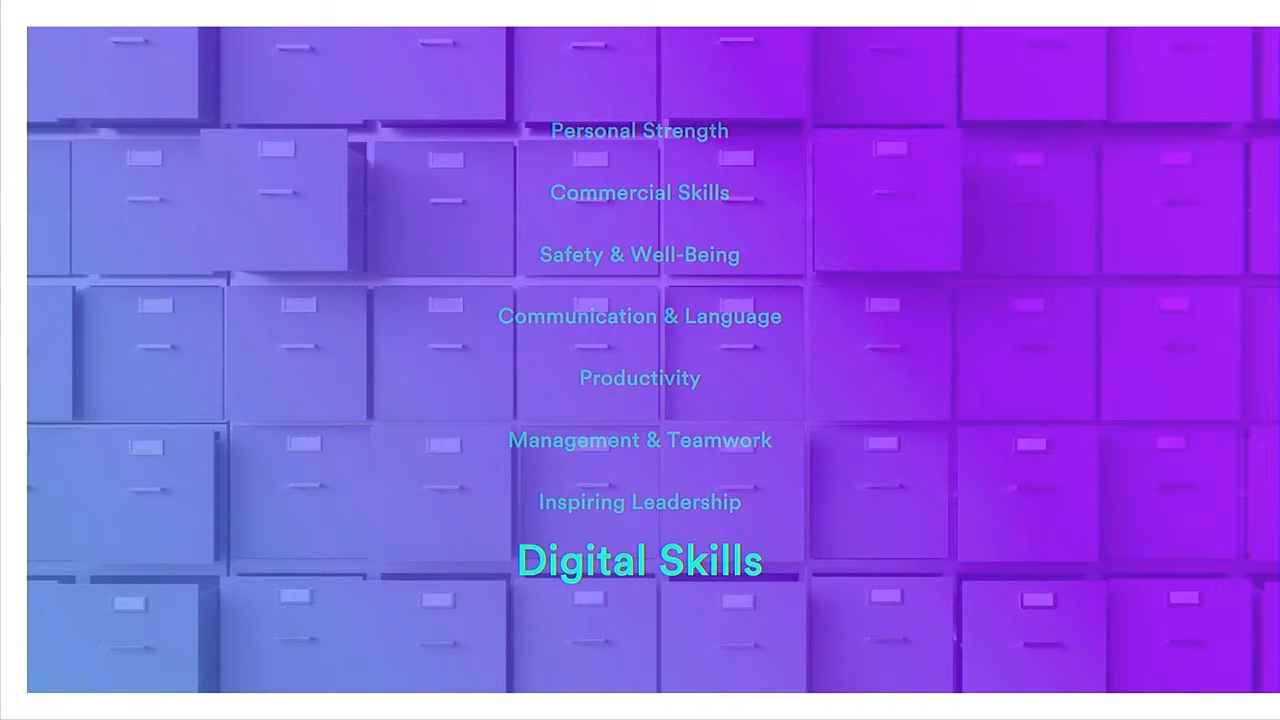 Personal Strength
Commercial Skills
Safety & Well-Being
Communication & Language
Productivity
Management & Teamwork
Inspiring Leadership
Digital Skills